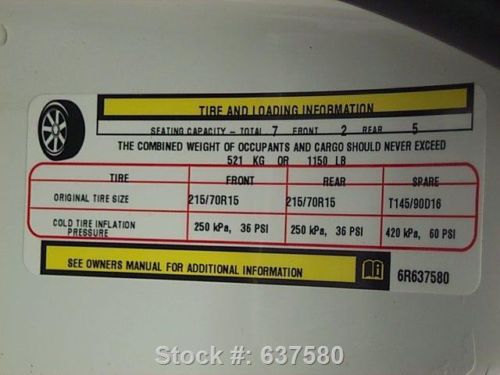 TIRE AND LOADING INFORMATION
SEATING CAPACITY - TOTAL 7 FRONT 2 REAR 5
THE COMBINED WEIGHT OF OCCUPANTS AND CARGO SHOULD NEVER EXCEED
521 KG OR 1150 LB
TIRE FRONT REAR SPARE
ORIGINAL TIRE SIZE 215/70R15 215/70R15 T145/90D16
COLD TIRE INFLATION
PRESSURE 250 kPa, 36 PSI 250 kPa, 36 PSI 420 kPa, 60 PSI
SEE OWNERS MANUAL FOR ADDITIONAL INFORMATION 6R637580
Stock #: 637580